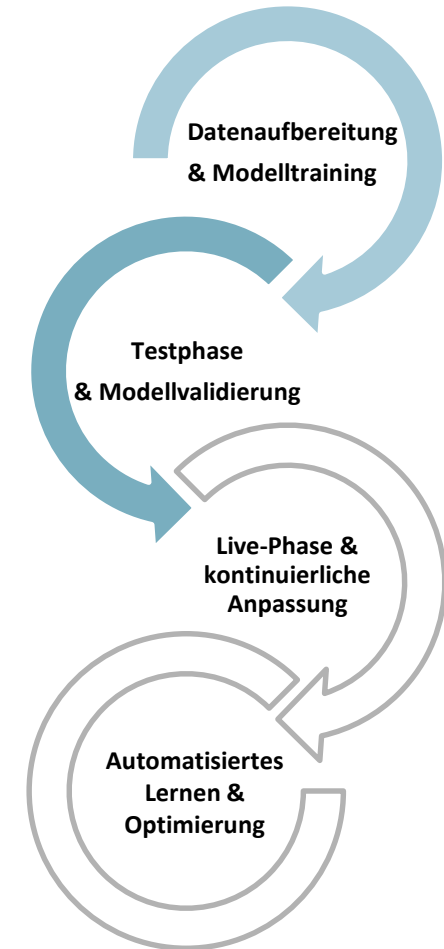 Datenaufbereitung
& Modelltraining
Testphase
& Modellvalidierung
Live-Phase &
kontinuierliche
Anpassung
Automatisiertes
Lernen &
Optimierung